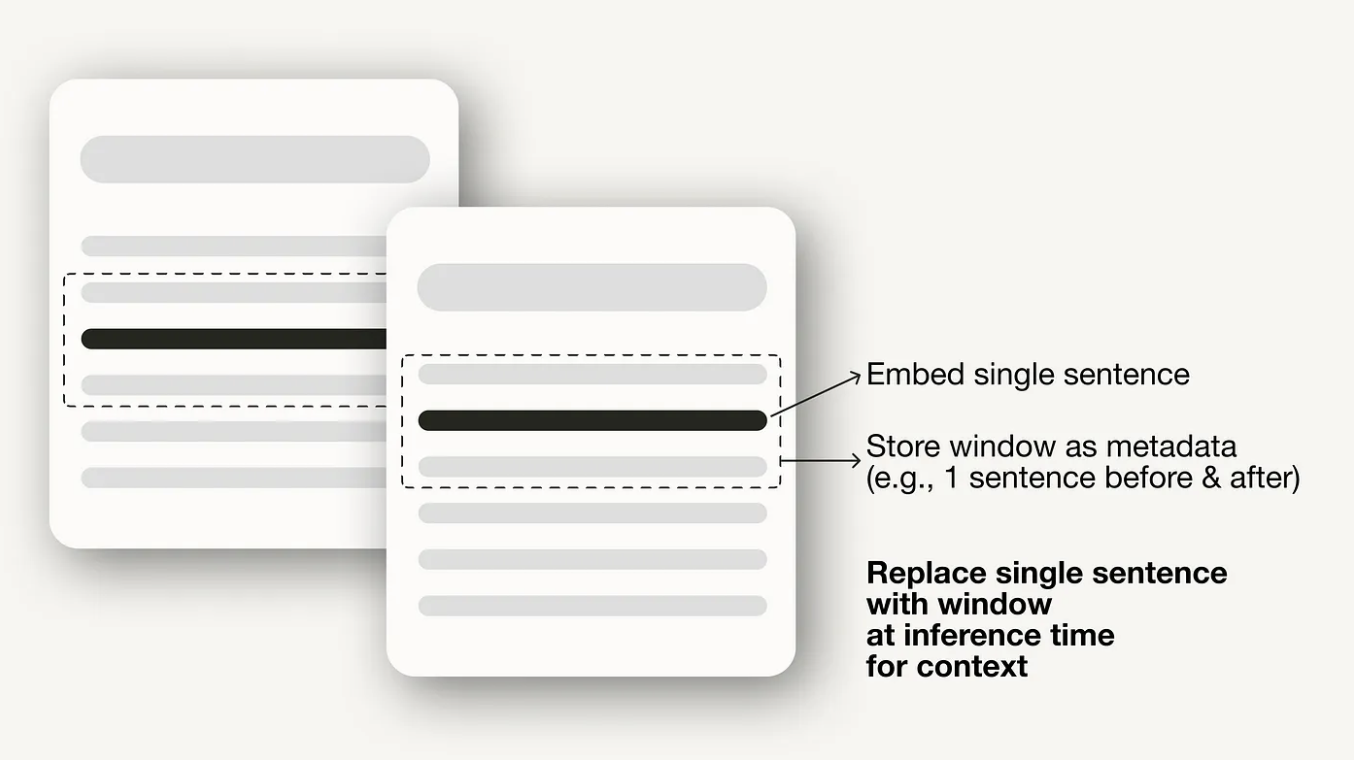 Embed single sentence
Store window as metadata
(e.g., 1 sentence before & after)
Replace single sentence
with window
at inference time
for context